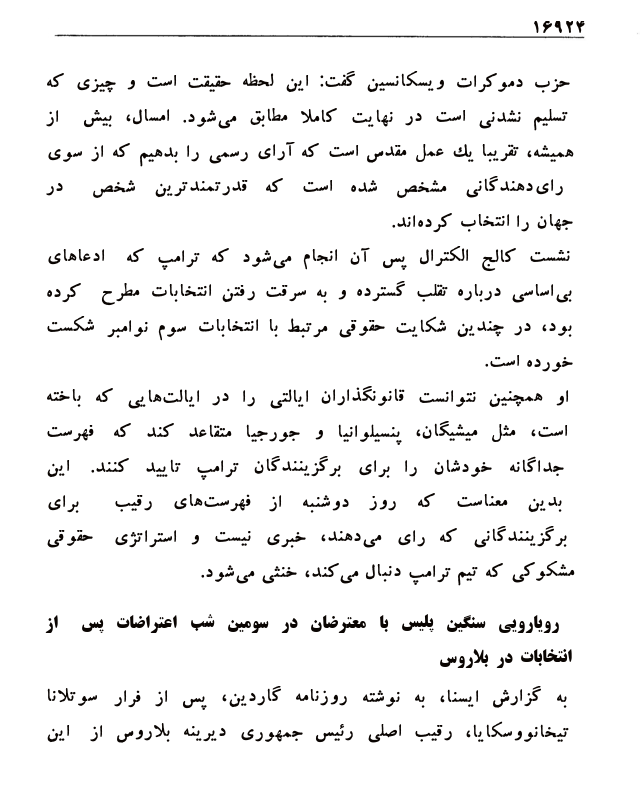 ۱۶۹۲۴
حزب دموکرات ویسکانسین گفت: این لحظه حقیقت است و چیزی که
تسلیم نشدنی است در نهایت کاملا مطابق می‌شود. امسال، بیش از
همیشه، تقریبا یك عمل مقدس است که آرای رسمی را بدهیم که از سوی
رای‌دهندگانی مشخص شده است که قدرتمندترین شخص در
جهان را انتخاب کرده‌اند.
نشست کالج الکترال پس آن انجام می‌شود که ترامپ که ادعاهای
بی‌اساسی درباره تقلب گسترده و به سرقت رفتن انتخابات مطرح کرده
بود، در چندین شکایت حقوقی مرتبط با انتخابات سوم نوامبر شکست
خورده است.
او همچنین نتوانست قانونگذاران ایالتی را در ایالت‌هایی که باخته
است، مثل میشیگان، پنسیلوانیا و جورجیا متقاعد کند که فهرست
جداگانه خودشان را برای برگزینندگان ترامپ تایید کنند. این
بدین معناست که روز دوشنبه از فهرست‌های رقیب برای
برگزینندگانی که رای می‌دهند، خبری نیست و استراتژی حقوقی
مشکوکی که تیم ترامپ دنبال می‌کند، خنثی می‌شود.
رویارویی سنگین پلیس با معترضان در سومین شب اعتراضات پس از
انتخابات در بلاروس
به گزارش ایسنا، به نوشته روزنامه گاردین، پس از فرار سوتلانا
تیخانووسکایا، رقیب اصلی رئیس جمهوری دیرینه بلاروس از این